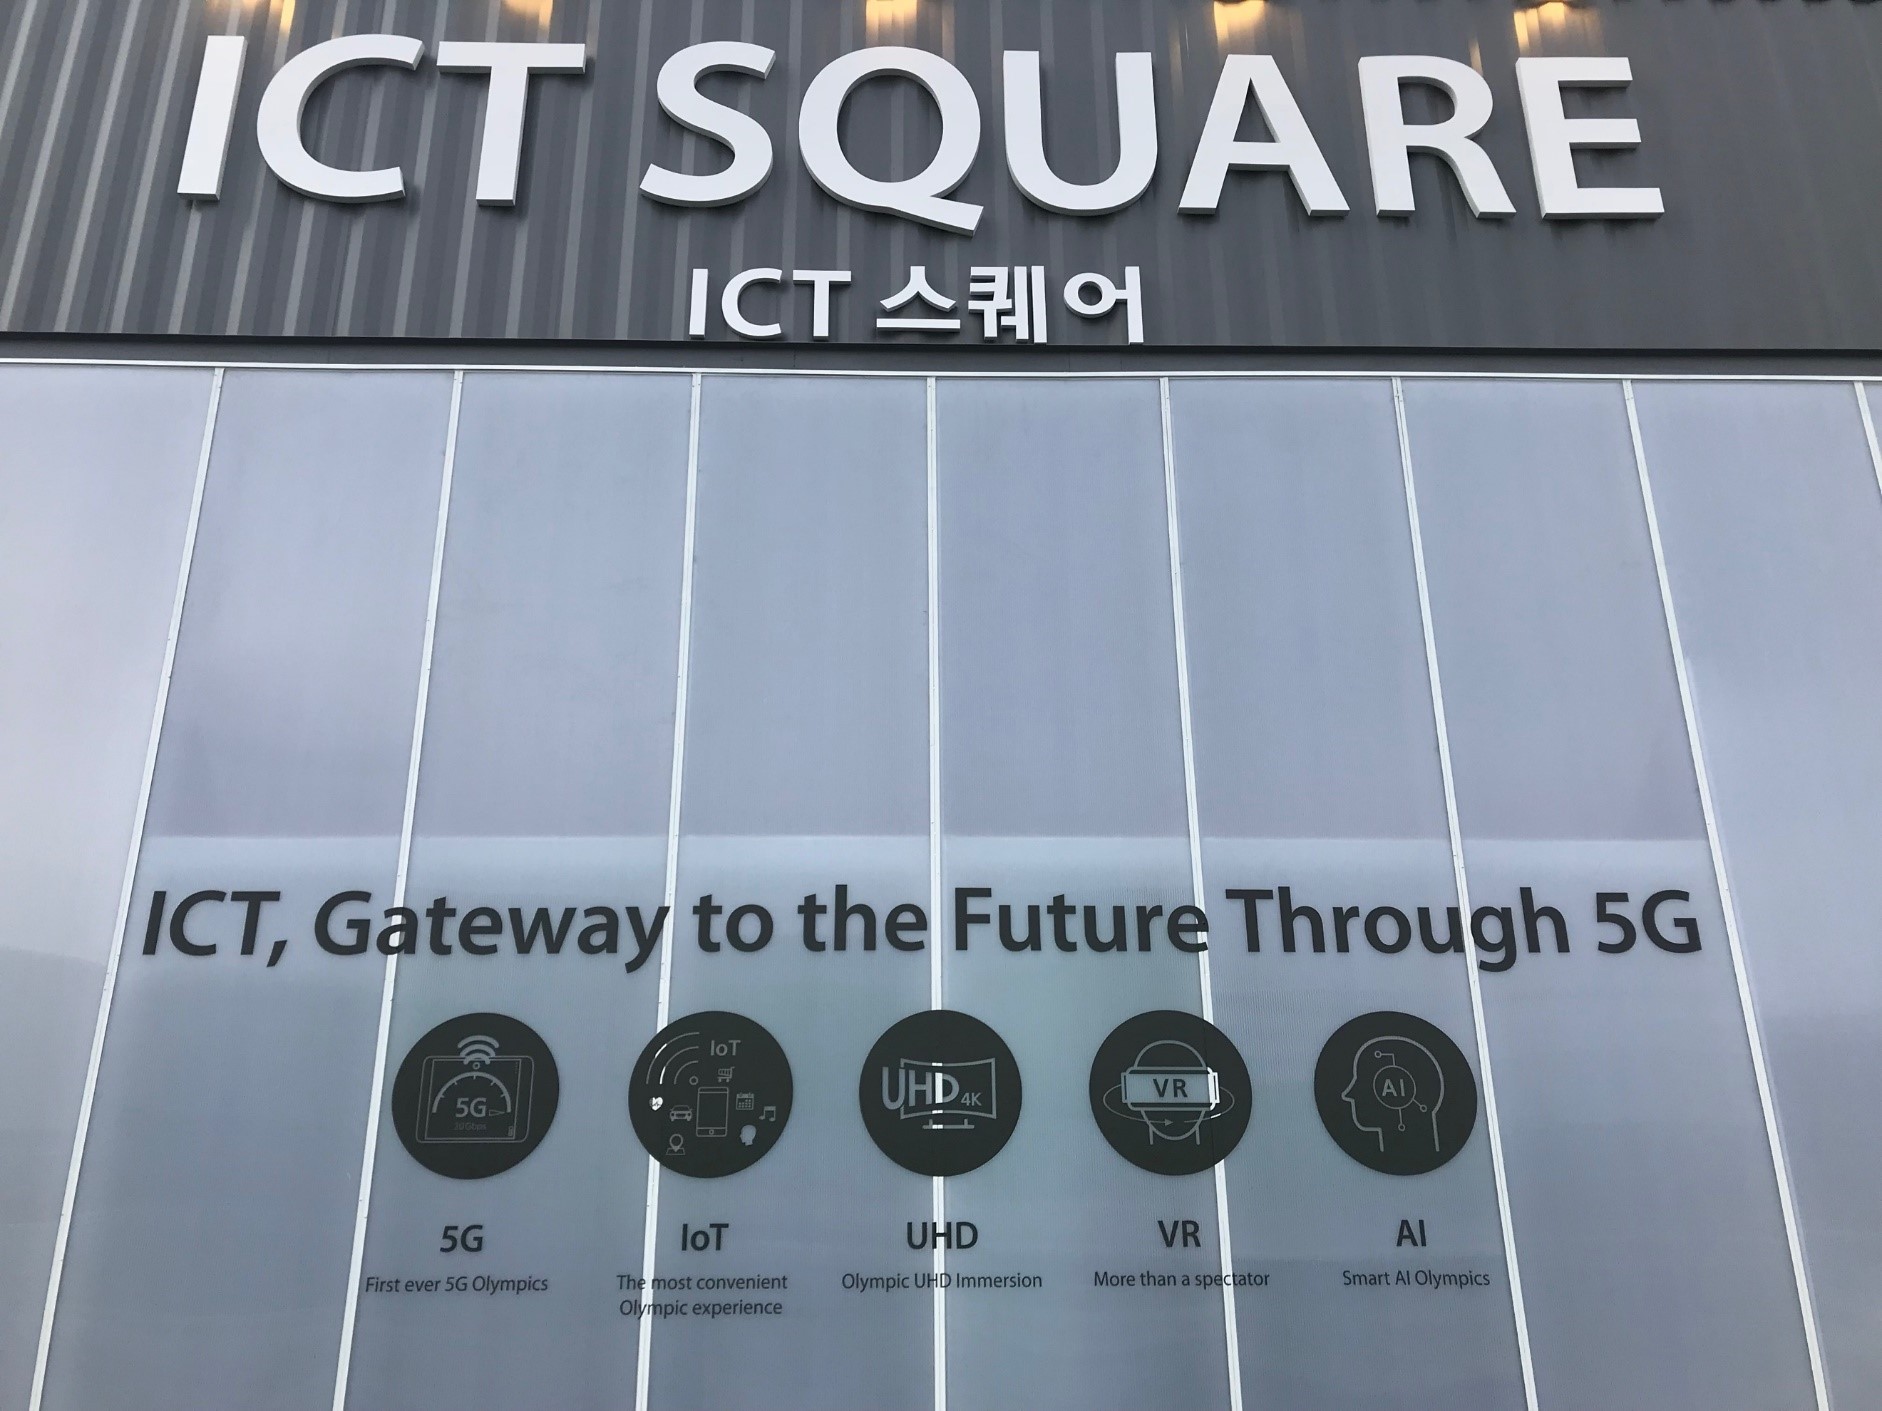 ICT SQUARE
ICT 스퀘어
ICT, Gateway to the Future Through 5G
5G
20Gbps
IoT
UHD 4K
VR
AI
5G
IoT
UHD
VR
AI
First ever 5G Olympics
The most convenient
Olympic experience
Olympic UHD Immersion
More than a spectator
Smart AI Olympics